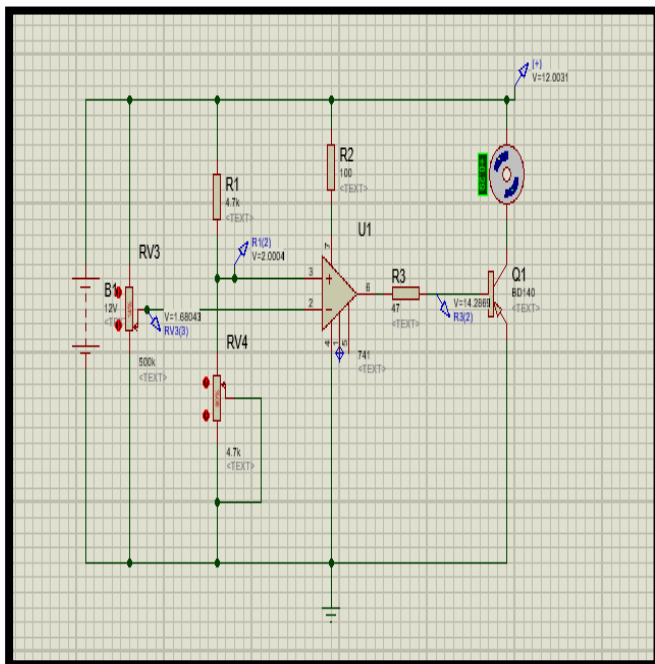 (+)
V=12.0031
R2
100
<TEXT>
R1
4.7k
<TEXT>
U1
7
RV3
R1(2)
V=2.0004
3
2
6
R3
47
<TEXT>
Q1
BD140
<TEXT>
B1
12V
V=1.68043
RV3(3)
V=14.2869
R3(2)
4
1
5
741
<TEXT>
RV4
500k
<TEXT>
4.7k
<TEXT>